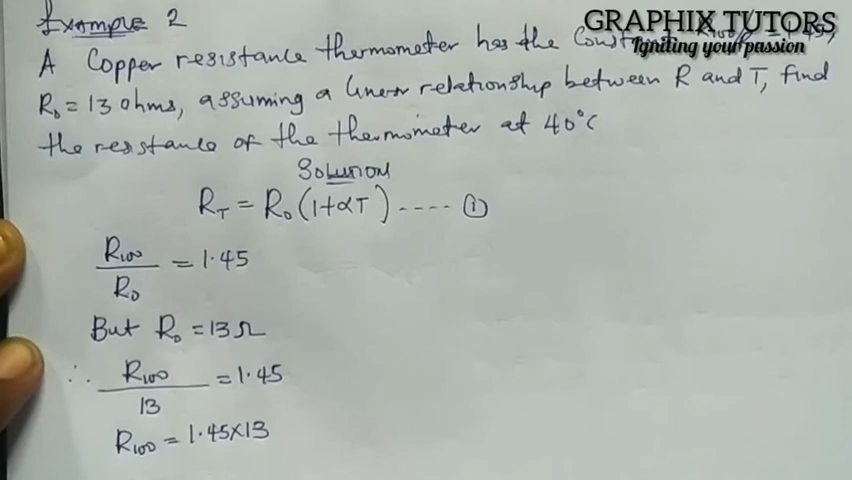 GRAPHIX TUTORS
Igniting your passion
Example 2
A Copper resistance thermometer has the
R₀ = 13 ohms, assuming a linear relationship between R and T, find
the resistance of the thermometer at 40°C
Solution
R_T = R₀(1+αT) ---- ①
R₁₀₀/R₀ = 1.45
But R₀ = 13Ω
∴ R₁₀₀/13 = 1.45
R₁₀₀ = 1.45×13